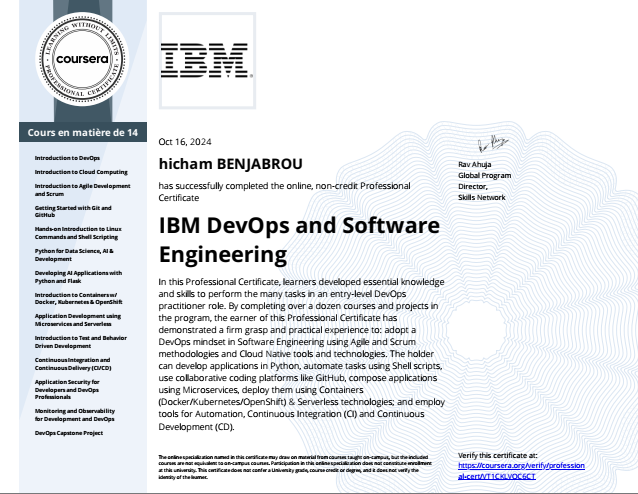 LEARNING WITHOUT LIMITS
coursera
PROFESSIONAL CERTIFICATE
Cours en matière de 14
Introduction to DevOps
Introduction to Cloud Computing
Introduction to Agile Development
and Scrum
Getting Started with Git and
GitHub
Hands-on Introduction to Linux
Commands and Shell Scripting
Python for Data Science, AI &
Development
Developing AI Applications with
Python and Flask
Introduction to Containers w/
Docker, Kubernetes & OpenShift
Application Development using
Microservices and Serverless
Introduction to Test and Behavior
Driven Development
Continuous Integration and
Continuous Delivery (CI/CD)
Application Security for
Developers and DevOps
Professionals
Monitoring and Observability
for Development and DevOps
DevOps Capstone Project
IBM
Oct 16, 2024
hicham BENJABROU
has successfully completed the online, non-credit Professional
Certificate
IBM DevOps and Software
Engineering
In this Professional Certificate, learners developed essential knowledge
and skills to perform the many tasks in an entry-level DevOps
practitioner role. By completing over a dozen courses and projects in
the program, the earner of this Professional Certificate has
demonstrated a firm grasp and practical experience to: adopt a
DevOps mindset in Software Engineering using Agile and Scrum
methodologies and Cloud Native tools and technologies. The holder
can develop applications in Python, automate tasks using Shell scripts,
use collaborative coding platforms like GitHub, compose applications
using Microservices, deploy them using Containers
(Docker/Kubernetes/OpenShift) & Serverless technologies; and employ
tools for Automation, Continuous Integration (CI) and Continuous
Delivery (CD).
The online specialization named in this certificate may draw on material from courses taught on-campus, but the included
courses are not equivalent to on-campus courses. Participation in this online specialization does not constitute enrollment
at this university. This certificate does not confer a University grade, course credit or degree, and it does not verify the
identity of the learner.
Rav Ahuja
Global Program
Director,
Skills Network
Verify this certificate at:
https://coursera.org/verify/profession
al-cert/VT1CKLVOC6CT